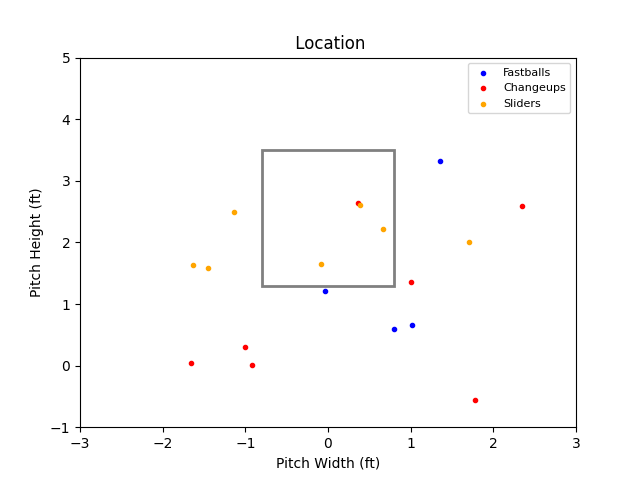 Location
5
4
3
2
1
0
−1
−3
−2
−1
0
1
2
3
Pitch Height (ft)
Pitch Width (ft)
Fastballs
Changeups
Sliders